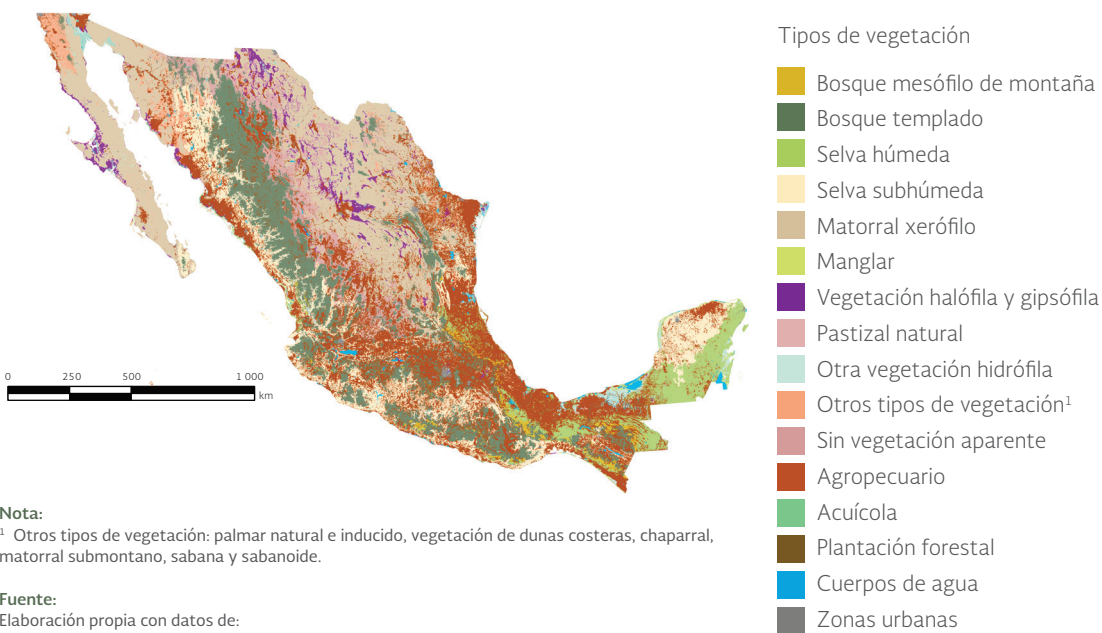 Tipos de vegetación
Bosque mesófilo de montaña
Bosque templado
Selva húmeda
Selva subhúmeda
Matorral xerófilo
Manglar
Vegetación halófila y gipsófila
Pastizal natural
Otra vegetación hidrófila
Otros tipos de vegetación¹
Sin vegetación aparente
Agropecuario
Acuícola
Plantación forestal
Cuerpos de agua
Zonas urbanas
0 250 500 1 000
km
Nota:
¹ Otros tipos de vegetación: palmar natural e inducido, vegetación de dunas costeras, chaparral,
matorral submontano, sabana y sabanoide.
Fuente:
Elaboración propia con datos de: